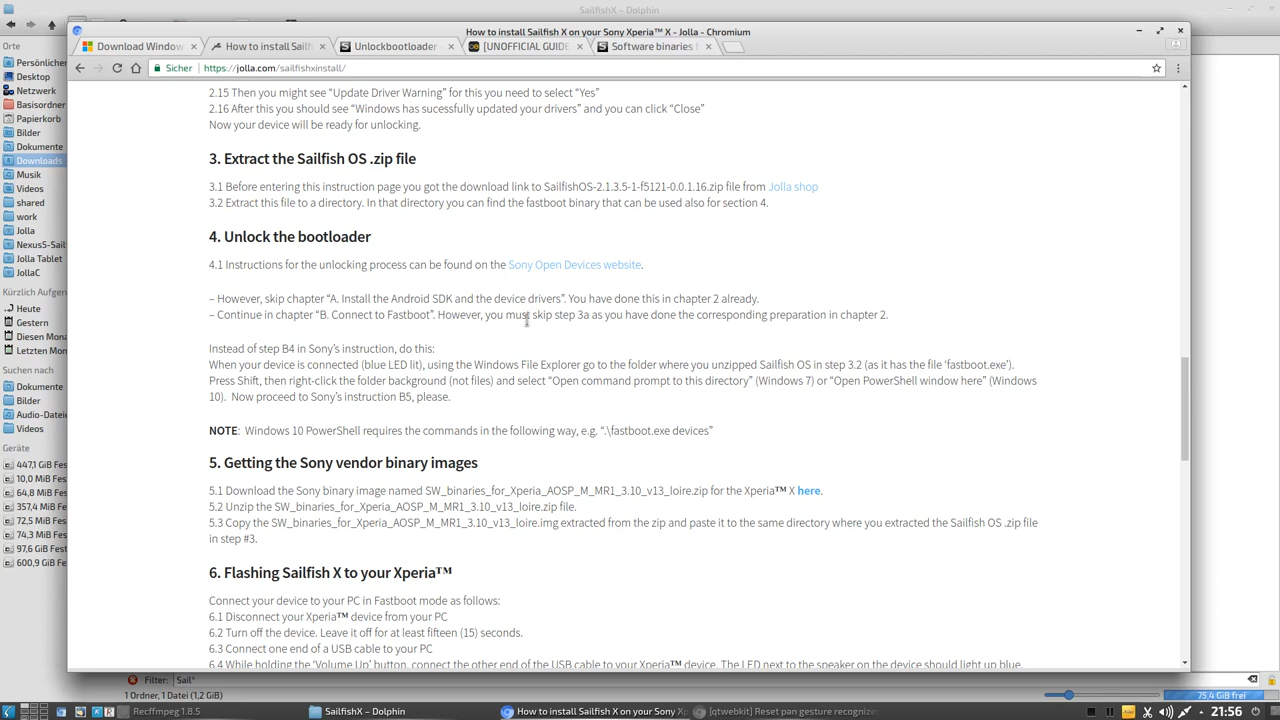 SailfishX – Dolphin
How to install Sailfish X on your Sony Xperia™ X - Jolla - Chromium
Download Window
How to install Sailfi
Unlockbootloader -
[UNOFFICIAL GUIDE
Software binaries f
Sicher
https://jolla.com/sailfishxinstall/
Orte
Persönlicher
Desktop
Netzwerk
Basisordner
Papierkorb
Bilder
Dokumente
Downloads
Musik
Videos
shared
work
Jolla
Nexus5-Sail
Jolla Tablet
JollaC
Kürzlich Aufgen
Heute
Gestern
Diesen Mona
Letzten Mon
Suchen nach
Dokumente
Bilder
Audio-Dateie
Videos
Geräte
447,1 GiB Fes
10,0 MiB Fest
64,8 MiB Fest
357,4 MiB Fes
72,5 MiB Fest
74,3 MiB Fest
97,6 GiB Fest
600,9 GiB Fes
2.15 Then you might see “Update Driver Warning” for this you need to select “Yes”
2.16 After this you should see “Windows has sucessfully updated your drivers” and you can click “Close”
Now your device will be ready for unlocking.
3. Extract the Sailfish OS .zip file
3.1 Before entering this instruction page you got the download link to SailfishOS-2.1.3.5-1-f5121-0.0.1.16.zip file from Jolla shop
3.2 Extract this file to a directory. In that directory you can find the fastboot binary that can be used also for section 4.
4. Unlock the bootloader
4.1 Instructions for the unlocking process can be found on the Sony Open Devices website.
– However, skip chapter “A. Install the Android SDK and the device drivers”. You have done this in chapter 2 already.
– Continue in chapter “B. Connect to Fastboot”. However, you must skip step 3a as you have done the corresponding preparation in chapter 2.
Instead of step B4 in Sony’s instruction, do this:
When your device is connected (blue LED lit), using the Windows File Explorer go to the folder where you unzipped Sailfish OS in step 3.2 (as it has the file ‘fastboot.exe’).
Press Shift, then right-click the folder background (not files) and select “Open command prompt to this directory” (Windows 7) or “Open PowerShell window here” (Windows
10).  Now proceed to Sony’s instruction B5, please.
NOTE:  Windows 10 PowerShell requires the commands in the following way, e.g. “.\fastboot.exe devices”
5. Getting the Sony vendor binary images
5.1 Download the Sony binary image named SW_binaries_for_Xperia_AOSP_M_MR1_3.10_v13_loire.zip for the Xperia™ X here.
5.2 Unzip the SW_binaries_for_Xperia_AOSP_M_MR1_3.10_v13_loire.zip file.
5.3 Copy the SW_binaries_for_Xperia_AOSP_M_MR1_3.10_v13_loire.img extracted from the zip and paste it to the same directory where you extracted the Sailfish OS .zip file
in step #3.
6. Flashing Sailfish X to your Xperia™
Connect your device to your PC in Fastboot mode as follows:
6.1 Disconnect your Xperia™ device from your PC
6.2 Turn off the device. Leave it off for at least fifteen (15) seconds.
6.3 Connect one end of a USB cable to your PC
6.4 While holding the ‘Volume Up’ button, connect the other end of the USB cable to your Xperia™ device. The LED next to the speaker on the device should light up blue.
Filter: Sail*
1 Ordner, 1 Datei (1,2 GiB)
75,4 GiB frei
Recffmpeg 1.8.5
SailfishX – Dolphin
How to install Sailfish X on your Sony Xp
[qtwebkit] Reset pan gesture recognize
21:56